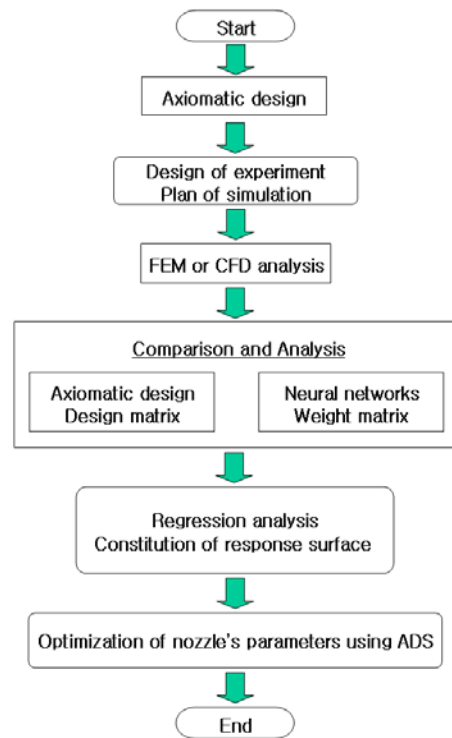 Start
Axiomatic design
Design of experiment
Plan of simulation
FEM or CFD analysis
Comparison and Analysis
Axiomatic design
Design matrix
Neural networks
Weight matrix
Regression analysis
Constitution of response surface
Optimization of nozzle's parameters using ADS
End